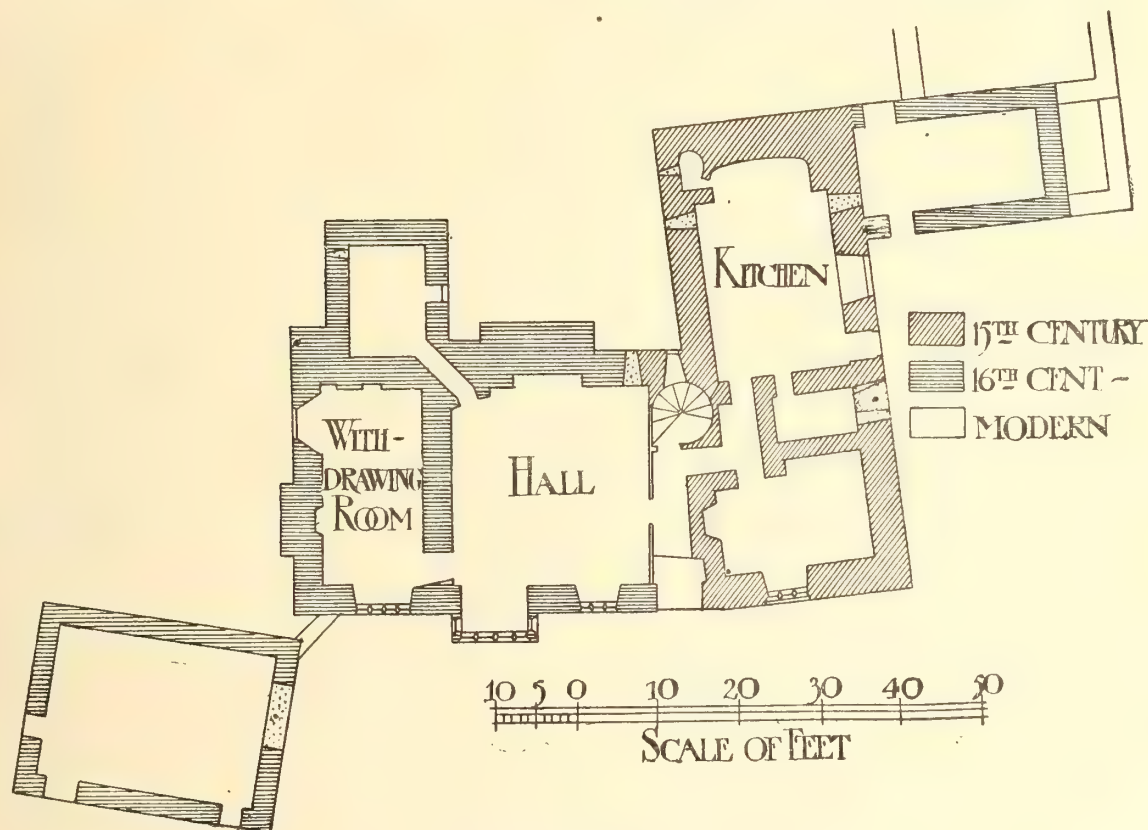 KITCHEN
15TH CENTURY
16TH CENT -
MODERN
WITH-
DRAWING
ROOM
HALL
10 5 0 10 20 30 40 50
SCALE OF FEET